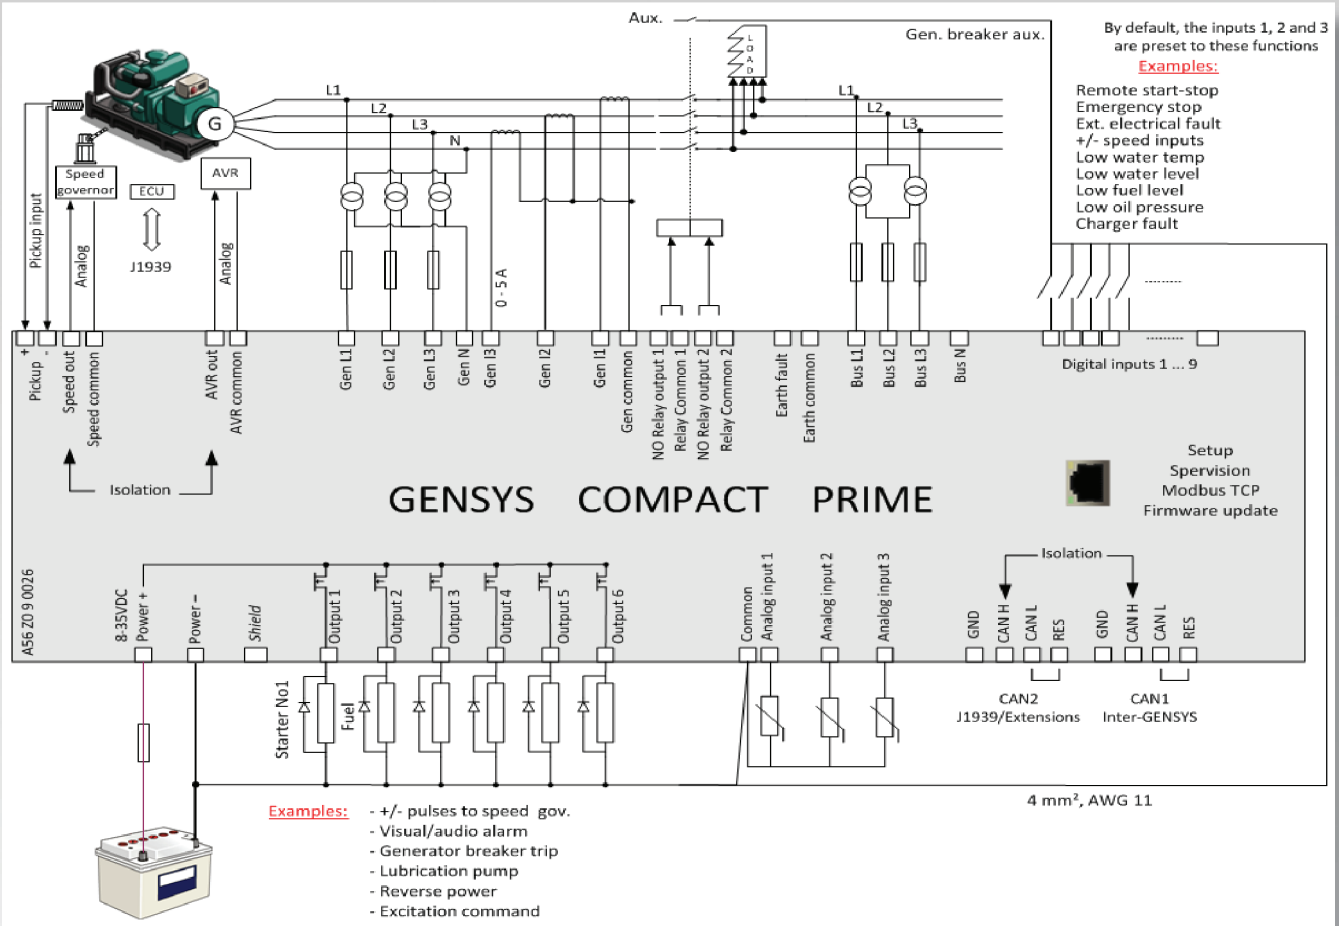 Aux.
Gen. breaker aux.
By default, the inputs 1, 2 and 3
are preset to these functions
Examples:
Remote start-stop
Emergency stop
Ext. electrical fault
+/- speed inputs
Low water temp
Low water level
Low fuel level
Low oil pressure
Charger fault
LOAD
L1
L2
L3
N
L1
L2
L3
G
Speed
governor
ECU
AVR
J1939
Pickup input
Analog
Analog
0 - 5 A
+
-
Pickup
Speed out
Speed common
AVR out
AVR common
Gen L1
Gen L2
Gen L3
Gen N
Gen I3
Gen I2
Gen I1
Gen common
NO Relay output 1
Relay Common 1
NO Relay output 2
Relay Common 2
Earth fault
Earth common
Bus L1
Bus L2
Bus L3
Bus N
Digital inputs 1 ... 9
Isolation
GENSYS COMPACT PRIME
Setup
Spervision
Modbus TCP
Firmware update
A56 Z0 9 0026
8-35VDC
Power +
Power –
Shield
Output 1
Output 2
Output 3
Output 4
Output 5
Output 6
Common
Analog input 1
Analog input 2
Analog input 3
Isolation
GND
CAN H
CAN L
RES
GND
CAN H
CAN L
RES
CAN2
J1939/Extensions
CAN1
Inter-GENSYS
Starter No1
Fuel
4 mm², AWG 11
Examples:
- +/- pulses to speed gov.
- Visual/audio alarm
- Generator breaker trip
- Lubrication pump
- Reverse power
- Excitation command